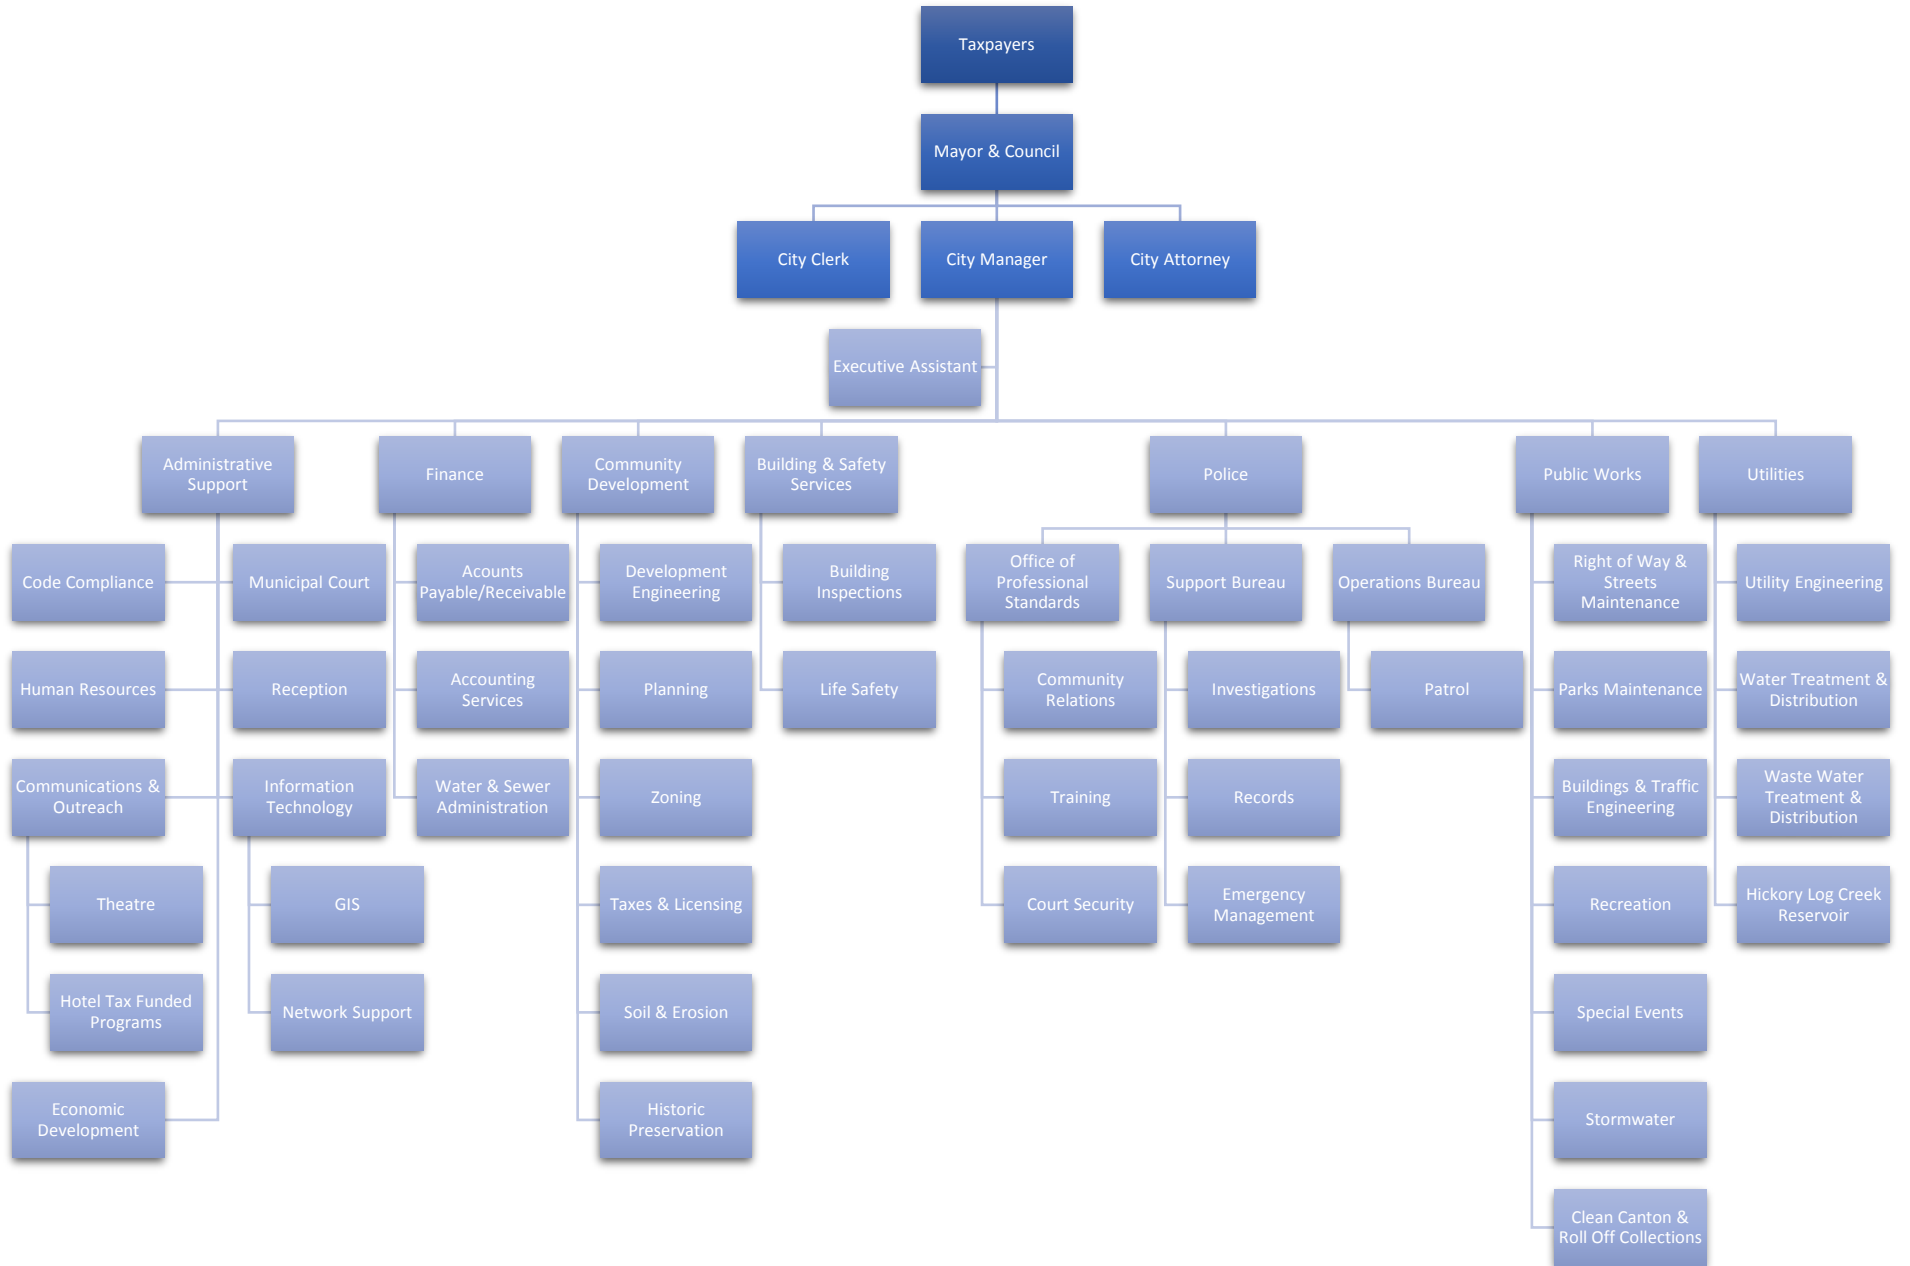 Taxpayers
Mayor & Council
City Clerk
City Manager
City Attorney
Executive Assistant
Administrative
Support
Finance
Community
Development
Building & Safety
Services
Police
Public Works
Utilities
Code Compliance
Municipal Court
Acounts
Payable/Receivable
Development
Engineering
Building
Inspections
Office of
Professional
Standards
Support Bureau
Operations Bureau
Right of Way &
Streets
Maintenance
Utility Engineering
Human Resources
Reception
Accounting
Services
Planning
Life Safety
Community
Relations
Investigations
Patrol
Parks Maintenance
Water Treatment &
Distribution
Communications &
Outreach
Information
Technology
Water & Sewer
Administration
Zoning
Training
Records
Buildings & Traffic
Engineering
Waste Water
Treatment &
Distribution
Theatre
GIS
Taxes & Licensing
Court Security
Emergency
Management
Recreation
Hickory Log Creek
Reservoir
Hotel Tax Funded
Programs
Network Support
Soil & Erosion
Special Events
Economic
Development
Historic
Preservation
Stormwater
Clean Canton &
Roll Off Collections